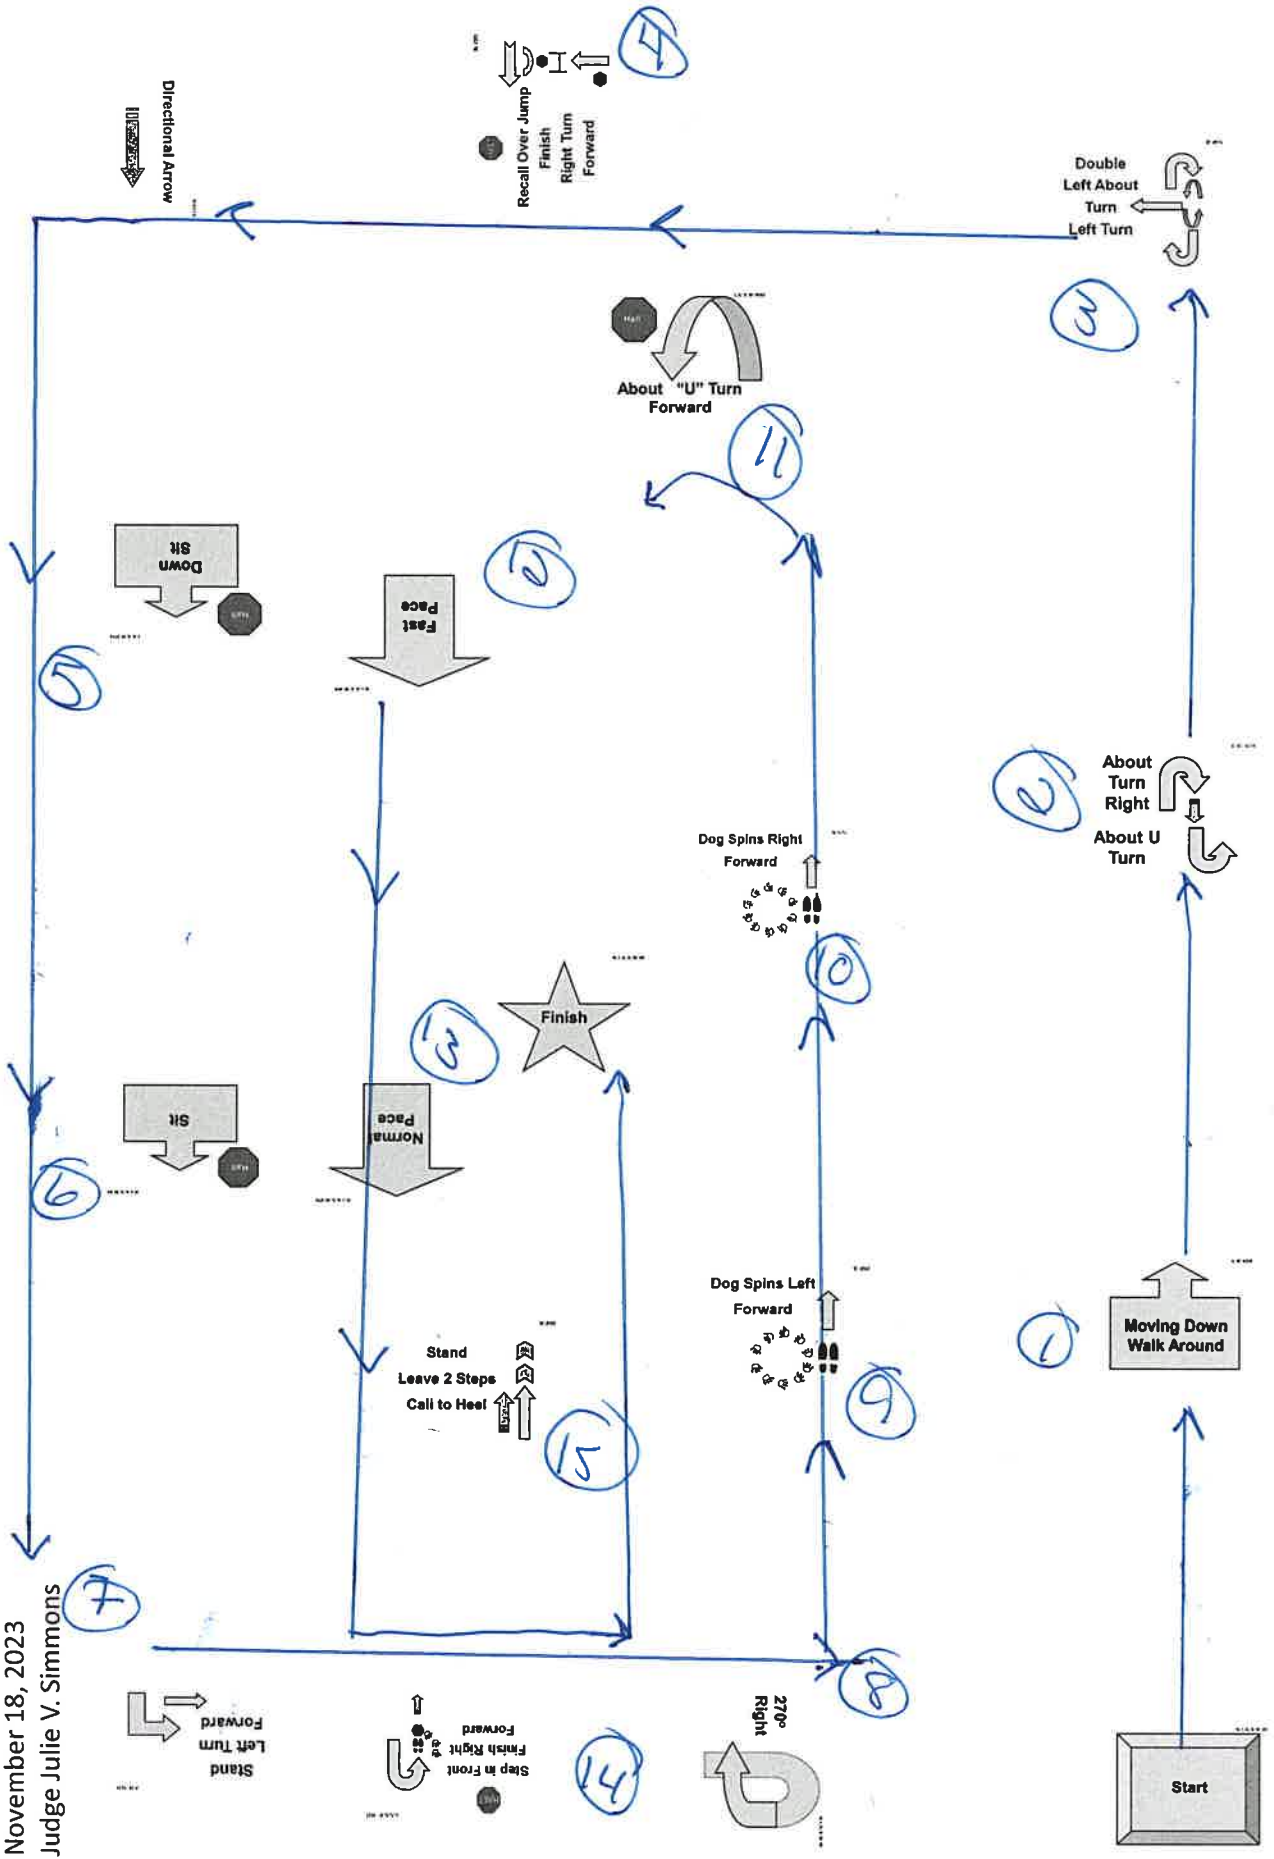 November 18, 2023
Judge Julie V. Simmons
Start
1
Moving Down
Walk Around
2
About
Turn
Right
About U
Turn
3
Double
Left About
Turn
Left Turn
4
Recall Over Jump
Finish
Right Turn
Forward
Directional Arrow
5
Halt
Down
Sit
6
Halt
Sit
7
Stand
Left Turn
Forward
8
270°
Right
9
Dog Spins Left
Forward
10
Dog Spins Right
Forward
11
Halt
About "U" Turn
Forward
12
Fast
Pace
13
Normal
Pace
14
Step in Front
Finish Right
Forward
15
Stand
Leave 2 Steps
Call to Heel
Finish